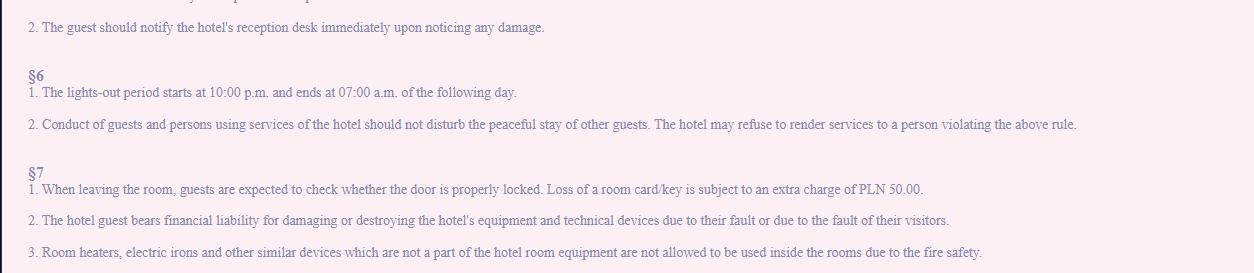 2. The guest should notify the hotel's reception desk immediately upon noticing any damage.
§6
1. The lights-out period starts at 10:00 p.m. and ends at 07:00 a.m. of the following day.
2. Conduct of guests and persons using services of the hotel should not disturb the peaceful stay of other guests. The hotel may refuse to render services to a person violating the above rule.
§7
1. When leaving the room, guests are expected to check whether the door is properly locked. Loss of a room card/key is subject to an extra charge of PLN 50.00.
2. The hotel guest bears financial liability for damaging or destroying the hotel's equipment and technical devices due to their fault or due to the fault of their visitors.
3. Room heaters, electric irons and other similar devices which are not a part of the hotel room equipment are not allowed to be used inside the rooms due to the fire safety.